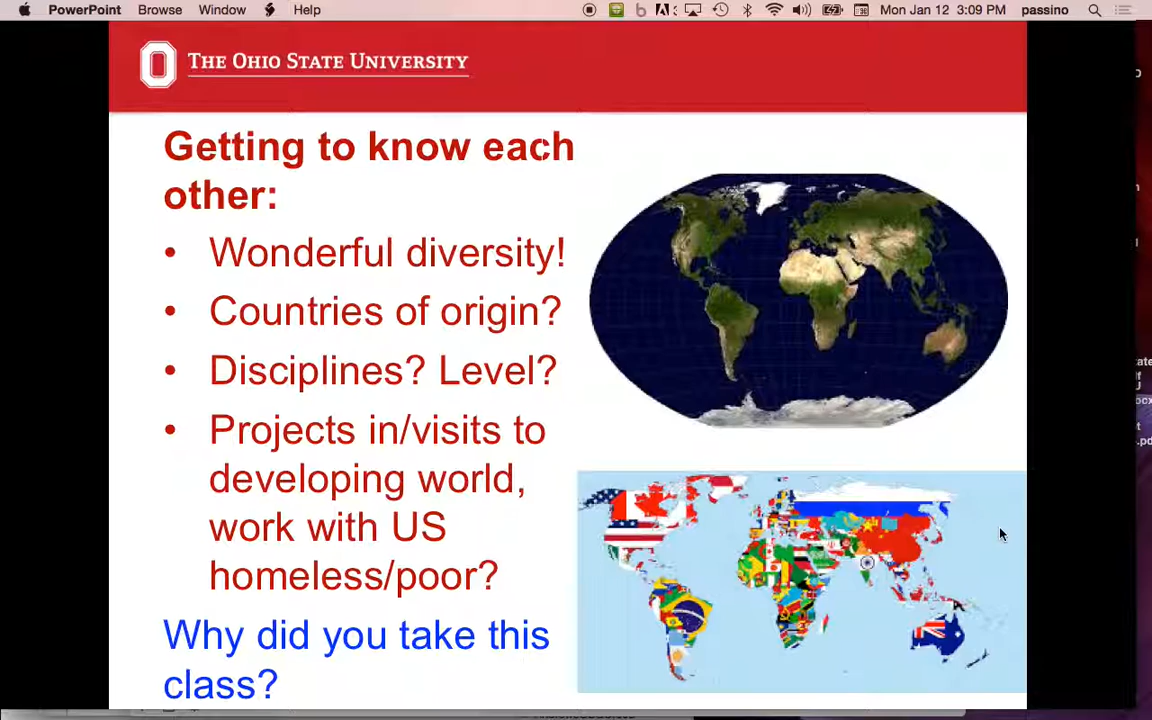 PowerPoint Browse Window Help Mon Jan 12 3:09 PM passino
THE OHIO STATE UNIVERSITY
Getting to know each
other:
• Wonderful diversity!
• Countries of origin?
• Disciplines? Level?
• Projects in/visits to
developing world,
work with US
homeless/poor?
Why did you take this
class?